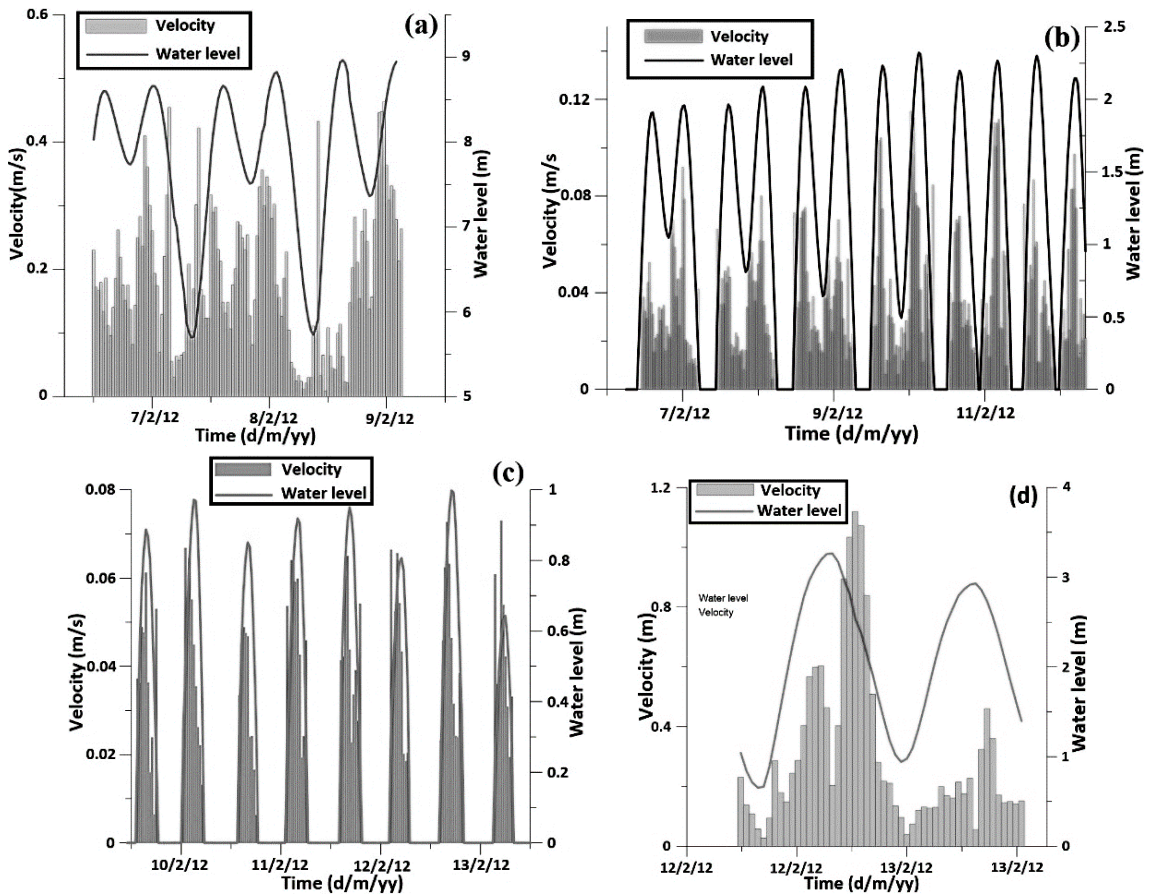 (a)
Velocity
Water level
0.6
0.4
0.2
0
Velocity(m/s)
9
8
7
6
5
Water level (m)
7/2/12 8/2/12 9/2/12
Time (d/m/yy)
(b)
Velocity
Water level
0.12
0.08
0.04
0
Velocity (m/s
2.5
2
1.5
1
0.5
0
Water level (m)
7/2/12 9/2/12 11/2/12
Time (d/m/yy)
(c)
Velocity
Water level
0.08
0.06
0.04
0.02
0
Velocity (m/s)
1
0.8
0.6
0.4
0.2
0
Water level (m)
10/2/12 11/2/12 12/2/12 13/2/12
Time (d/m/yy)
(d)
Velocity
Water level
Water level
Velocity
1.2
0.8
0.4
0
Velocity (m)
4
3
2
1
0
Water level (m)
12/2/12 12/2/12 13/2/12 13/2/12
Time (d/m/yy)